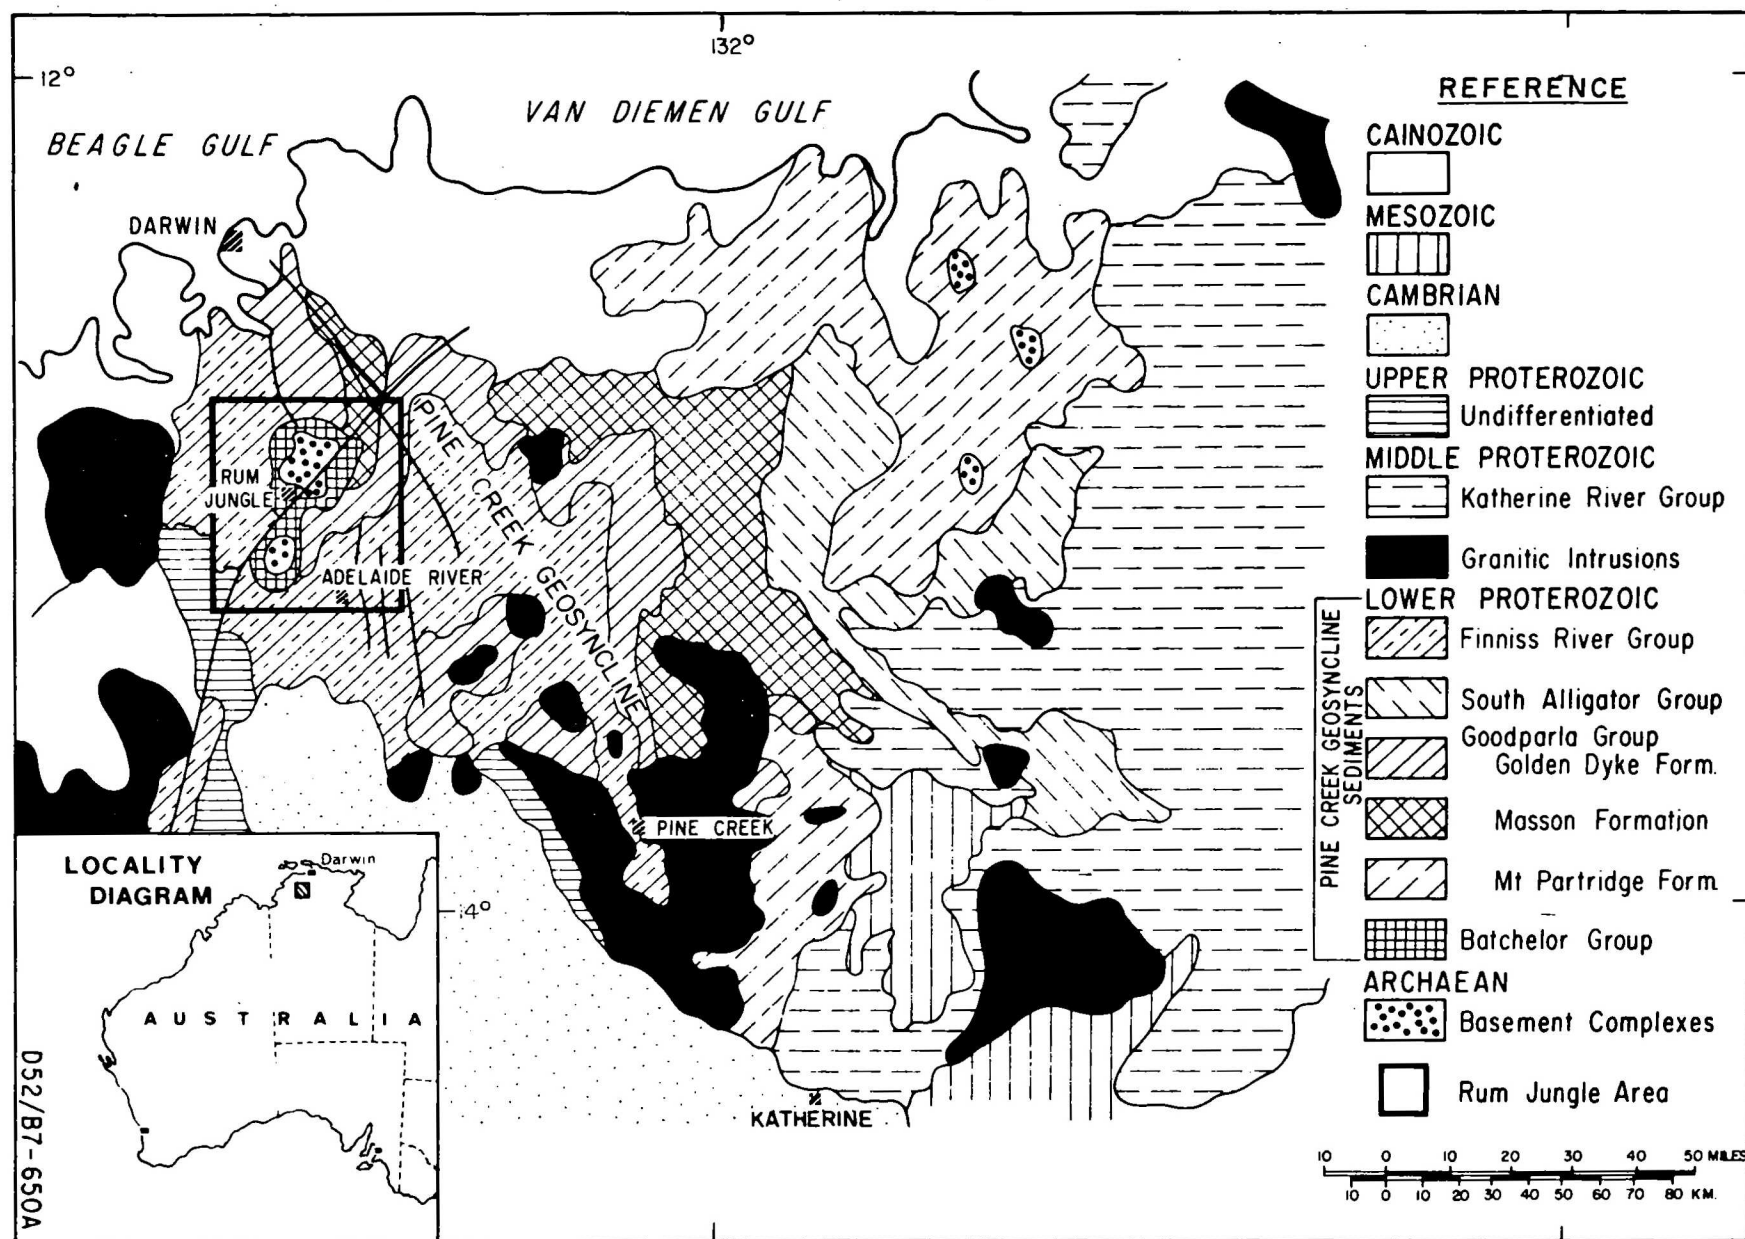 132°
12°
BEAGLE GULF
VAN DIEMEN GULF
DARWIN
RUM
JUNGLE
ADELAIDE RIVER
PINE CREEK GEOSYNCLINE
PINE CREEK
KATHERINE
14°
REFERENCE
CAINOZOIC
MESOZOIC
CAMBRIAN
UPPER PROTEROZOIC
Undifferentiated
MIDDLE PROTEROZOIC
Katherine River Group
Granitic Intrusions
LOWER PROTEROZOIC
Finniss River Group
South Alligator Group
Goodparla Group
Golden Dyke Form.
Masson Formation
Mt Partridge Form.
Batchelor Group
PINE CREEK GEOSYNCLINE
SEDIMENTS
ARCHAEAN
Basement Complexes
Rum Jungle Area
10 0 10 20 30 40 50 MILES
10 0 10 20 30 40 50 60 70 80 KM.
LOCALITY
DIAGRAM
Darwin
AUSTRALIA
D52/B7-650A